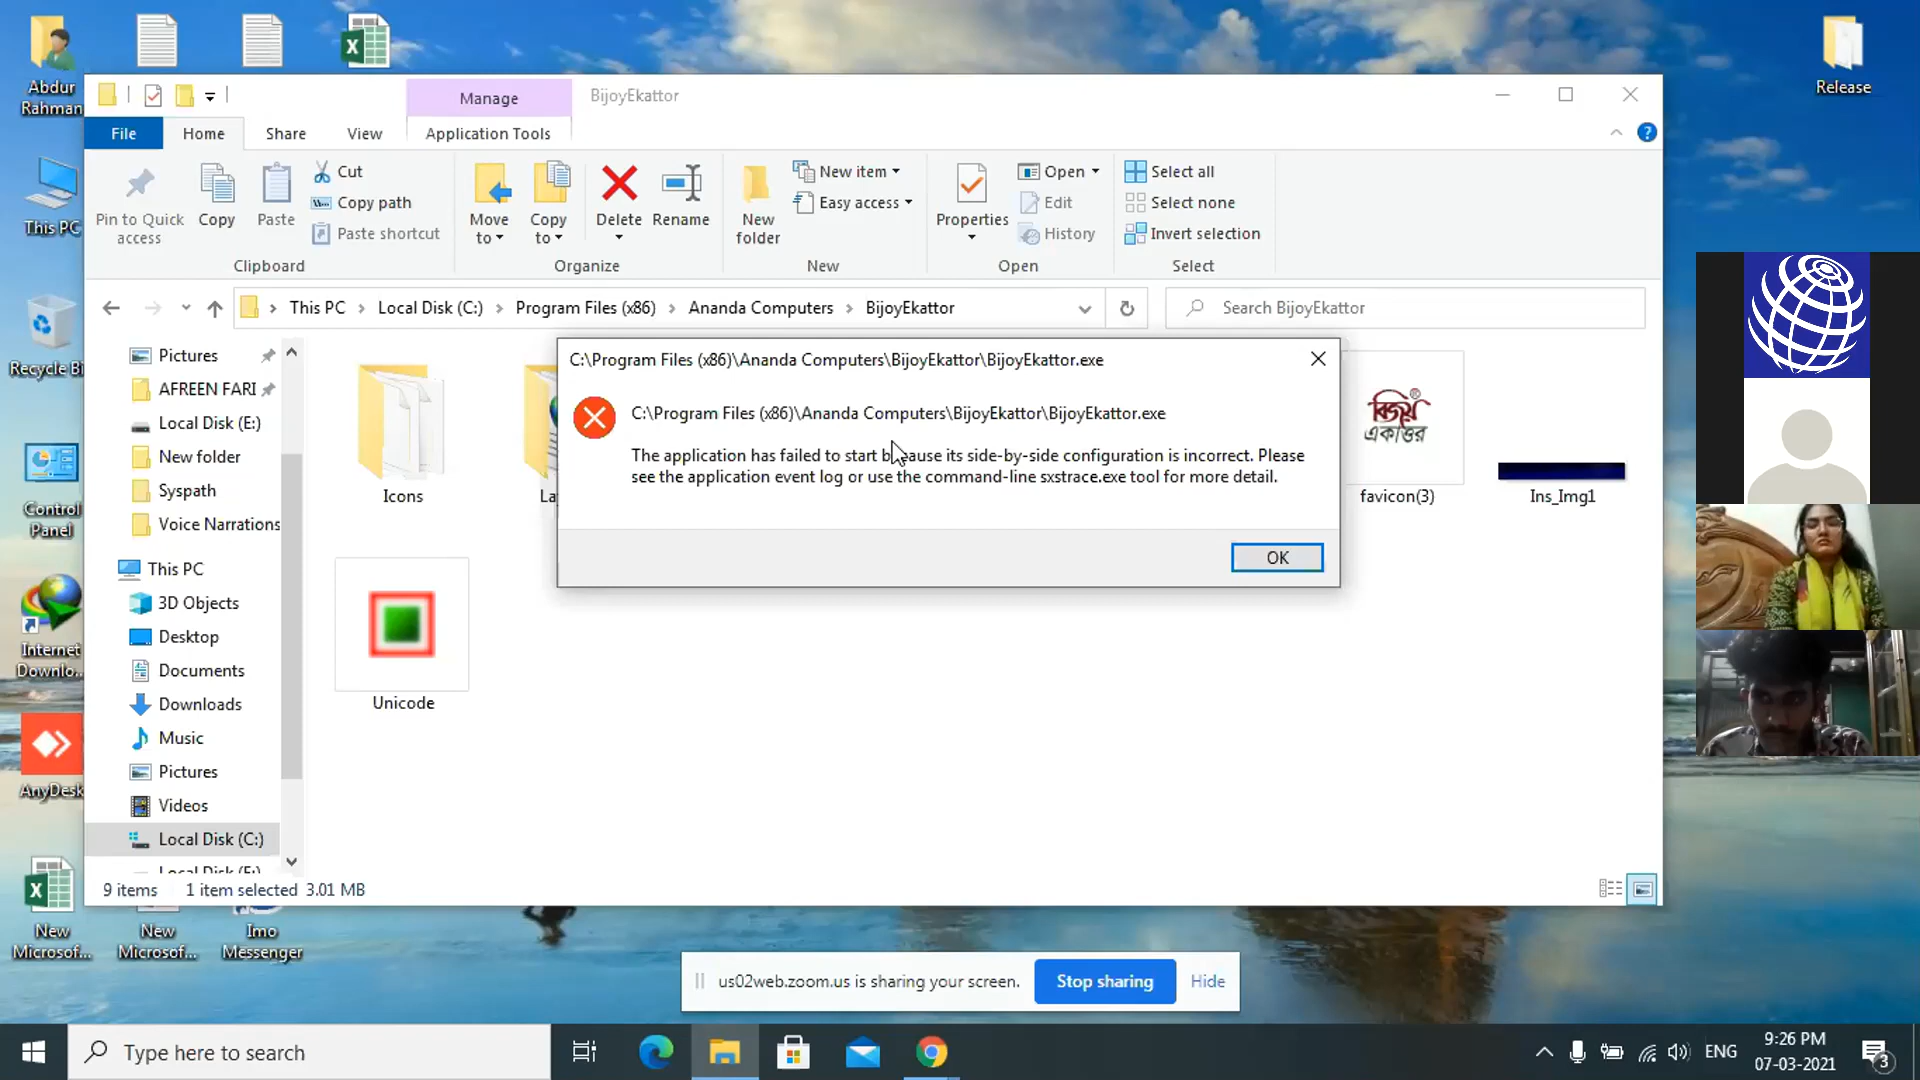 Abdur
Rahman
Release
Manage
BijoyEkattor
File
Home
Share
View
Application Tools
Pin to Quick
access
Copy
Paste
Cut
Copy path
Paste shortcut
Clipboard
Move
to
Copy
to
Delete
Rename
Organize
New
folder
New item
Easy access
New
Properties
Open
Edit
History
Open
Select all
Select none
Invert selection
Select
This PC
Recycle Bi
Control
Panel
Internet
Downlo...
AnyDesk
New
Microsof...
New
Microsof...
Imo
Messenger
This PC
Local Disk (C:)
Program Files (x86)
Ananda Computers
BijoyEkattor
Search BijoyEkattor
Pictures
AFREEN FARI
Local Disk (E:)
New folder
Syspath
Voice Narrations
This PC
3D Objects
Desktop
Documents
Downloads
Music
Pictures
Videos
Local Disk (C:)
Icons
La
বিজয়
একাত্তর
favicon(3)
Ins_Img1
Unicode
C:\Program Files (x86)\Ananda Computers\BijoyEkattor\BijoyEkattor.exe
C:\Program Files (x86)\Ananda Computers\BijoyEkattor\BijoyEkattor.exe
The application has failed to start because its side-by-side configuration is incorrect. Please
see the application event log or use the command-line sxstrace.exe tool for more detail.
OK
9 items
1 item selected 3.01 MB
us02web.zoom.us is sharing your screen.
Stop sharing
Hide
Type here to search
ENG
9:26 PM
07-03-2021
3